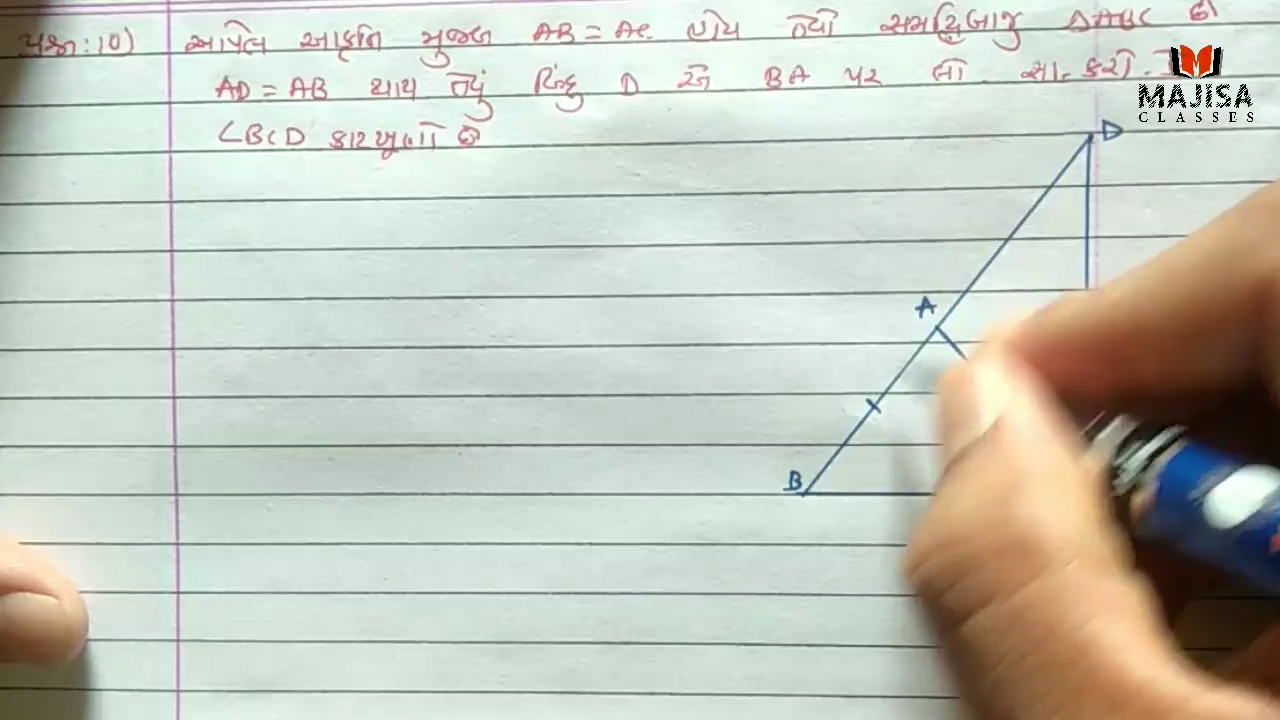 પ્રશ્ન:10) આપેલ આકૃતિ મુજબ AB = AC હોય તેવો સમદ્વિબાજુ ΔABC છે
AD = AB થાય તેવું બિંદુ D એ BA પર લો. સા. કરો. કે
∠BCD કાટખૂણો છે
MAJISA
CLASSES
D
A
B